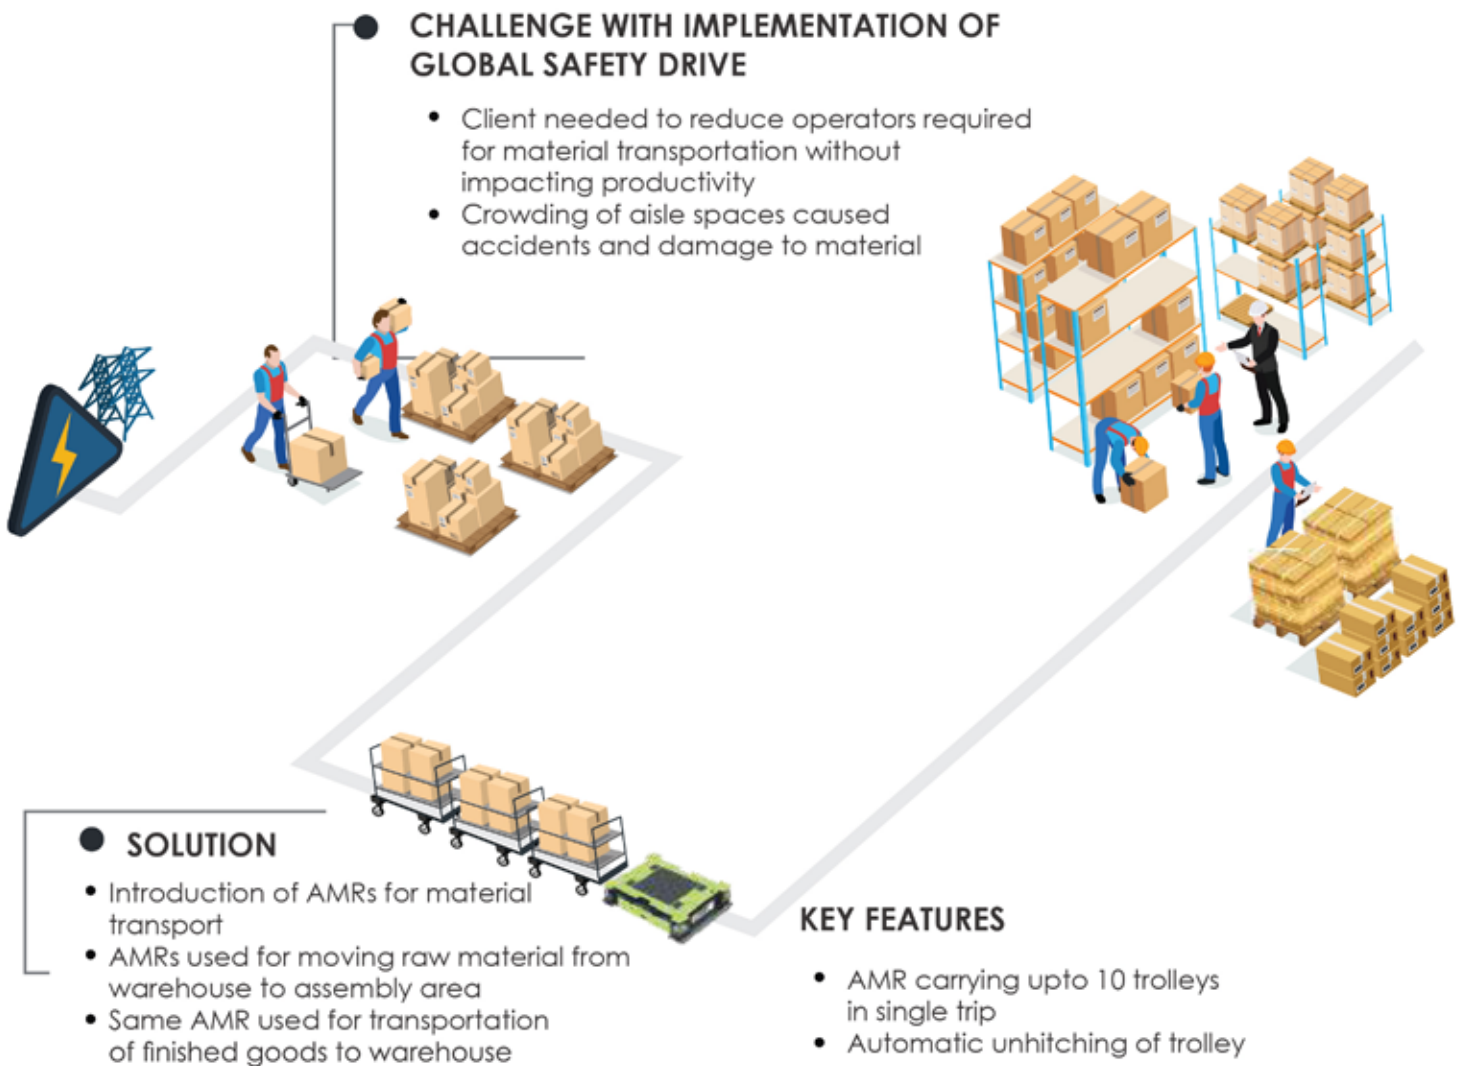 CHALLENGE WITH IMPLEMENTATION OF
GLOBAL SAFETY DRIVE
• Client needed to reduce operators required
for material transportation without
impacting productivity
• Crowding of aisle spaces caused
accidents and damage to material
SOLUTION
• Introduction of AMRs for material
transport
• AMRs used for moving raw material from
warehouse to assembly area
• Same AMR used for transportation
of finished goods to warehouse
KEY FEATURES
• AMR carrying upto 10 trolleys
in single trip
• Automatic unhitching of trolley